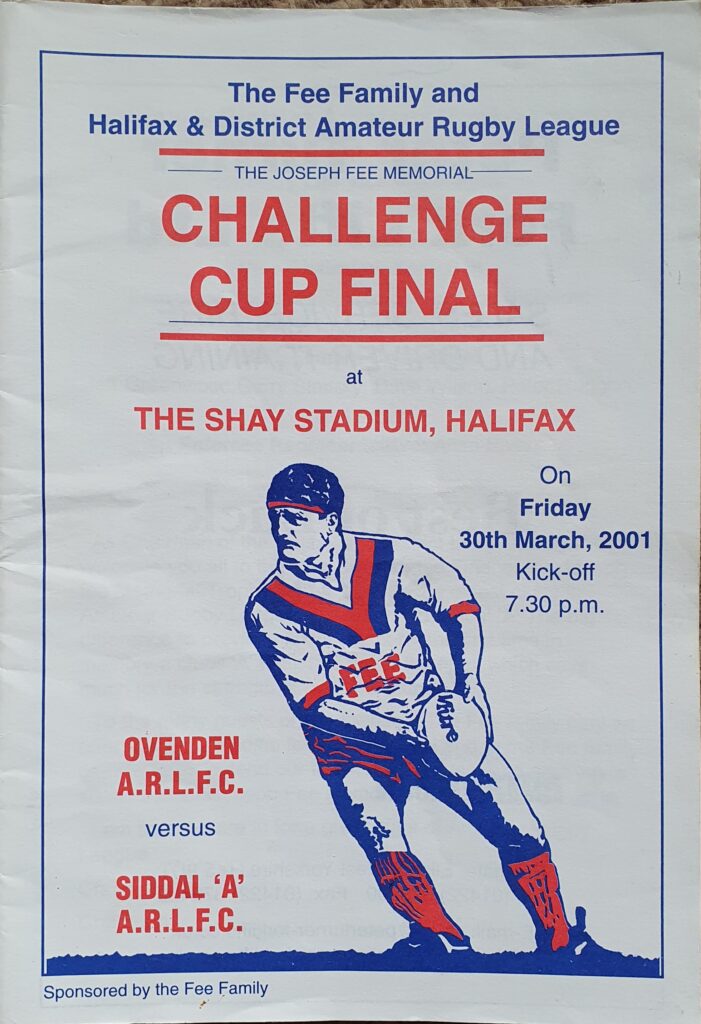 The Fee Family and
Halifax & District Amateur Rugby League
THE JOSEPH FEE MEMORIAL
CHALLENGE
CUP FINAL
at
THE SHAY STADIUM, HALIFAX
On
Friday
30th March, 2001
Kick-off
7.30 p.m.
FEE
Mitre
OVENDEN
A.R.L.F.C.
versus
SIDDAL ‘A’
A.R.L.F.C.
Sponsored by the Fee Family